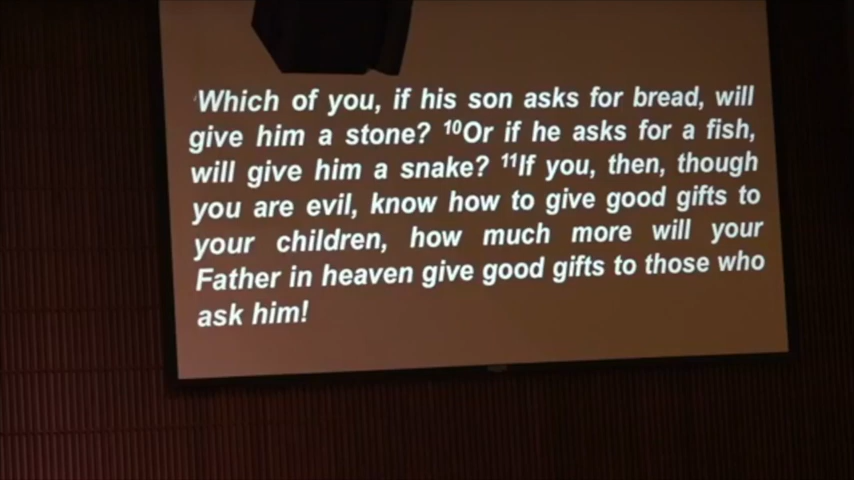 Which of you, if his son asks for bread, will
give him a stone? ¹⁰Or if he asks for a fish,
will give him a snake? ¹¹If you, then, though
you are evil, know how to give good gifts to
your children, how much more will your
Father in heaven give good gifts to those who
ask him!